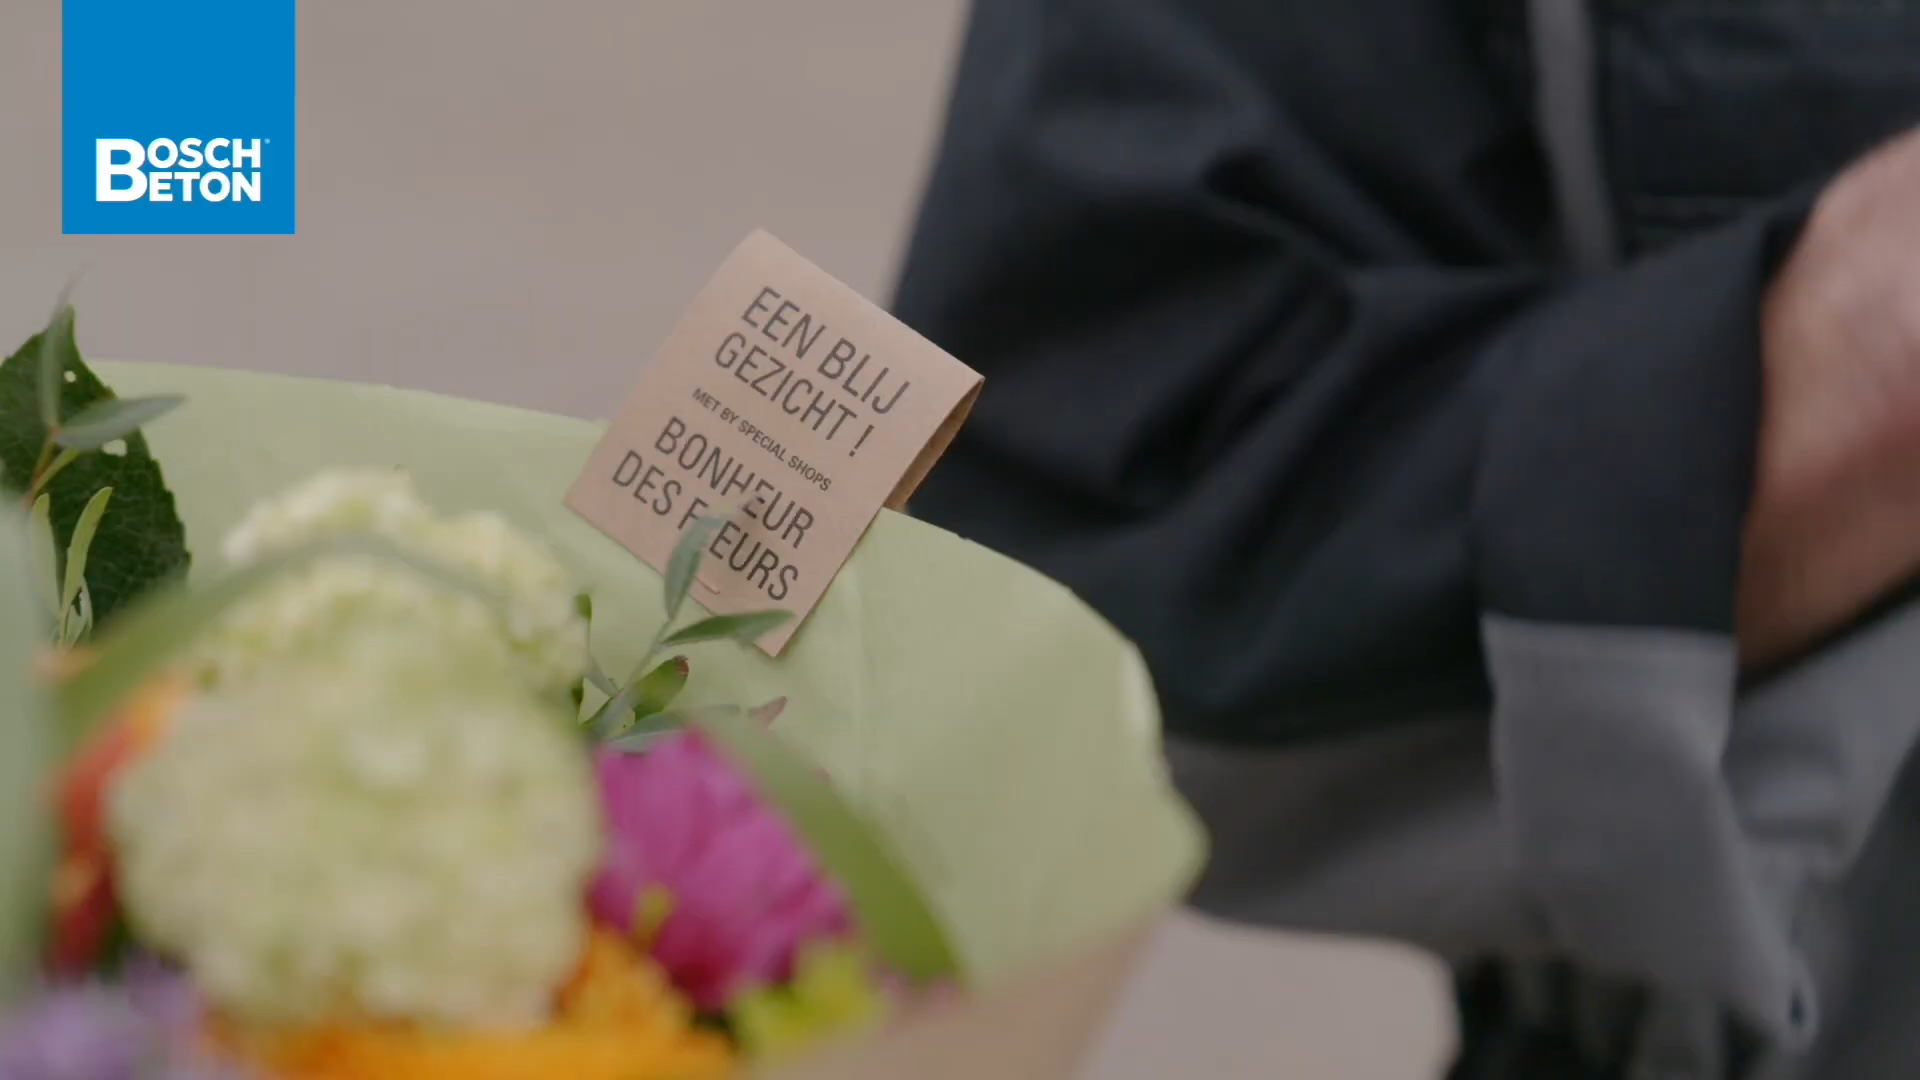 BOSCH
BETON
EEN BLIJ
GEZICHT !
MET BY SPECIAL SHOPS
BONHEUR
DES FLEURS